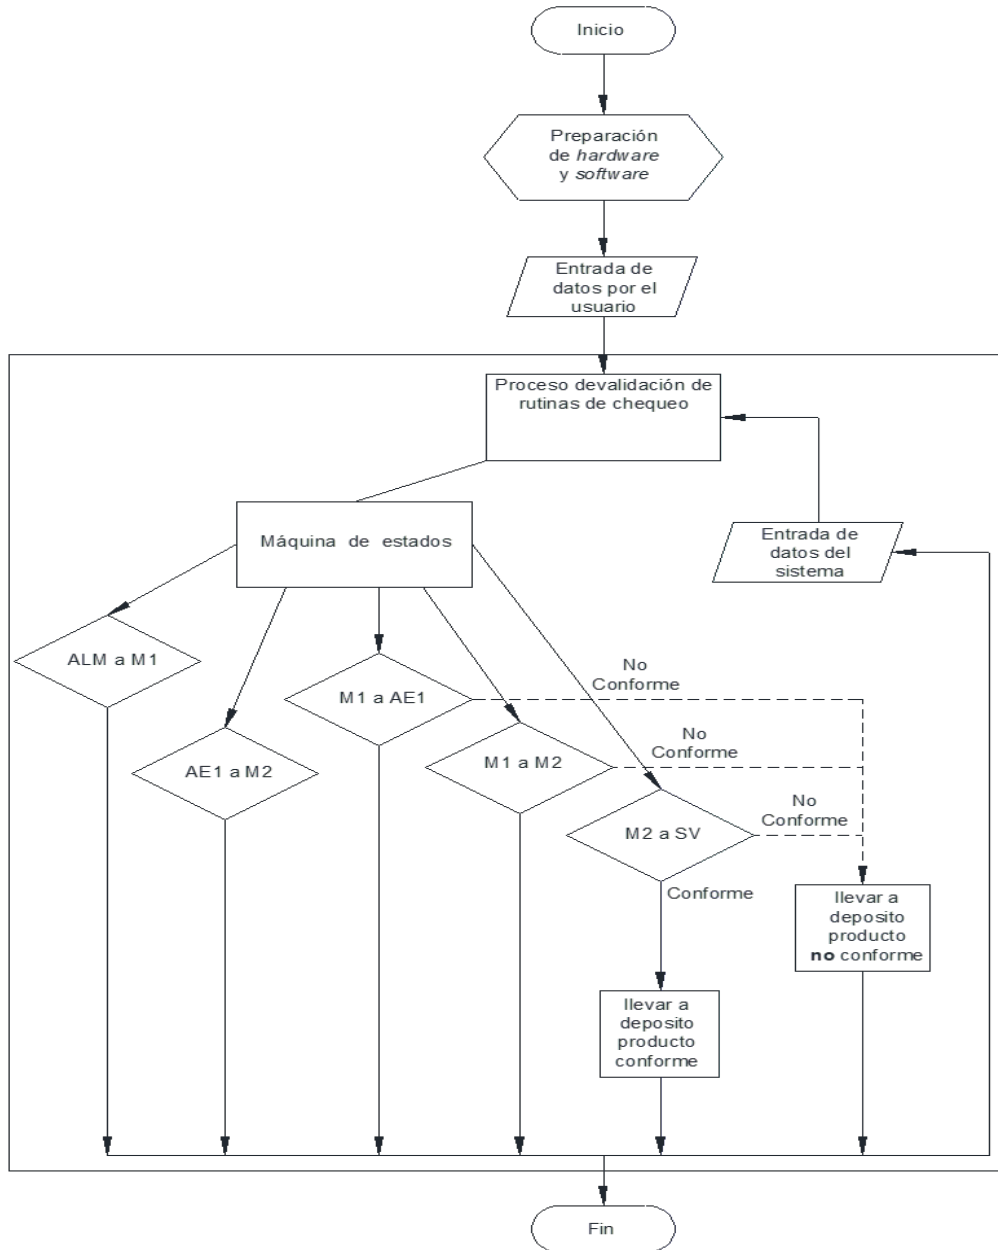 Inicio
Preparación
de hardware
y software
Entrada de
datos por el
usuario
Proceso devalidación de
rutinas de chequeo
Entrada de
datos del
sistema
Máquina de estados
ALM a M1
M1 a AE1
No
Conforme
AE1 a M2
M1 a M2
No
Conforme
M2 a SV
No
Conforme
Conforme
llevar a
deposito
producto
no conforme
llevar a
deposito
producto
conforme
Fin